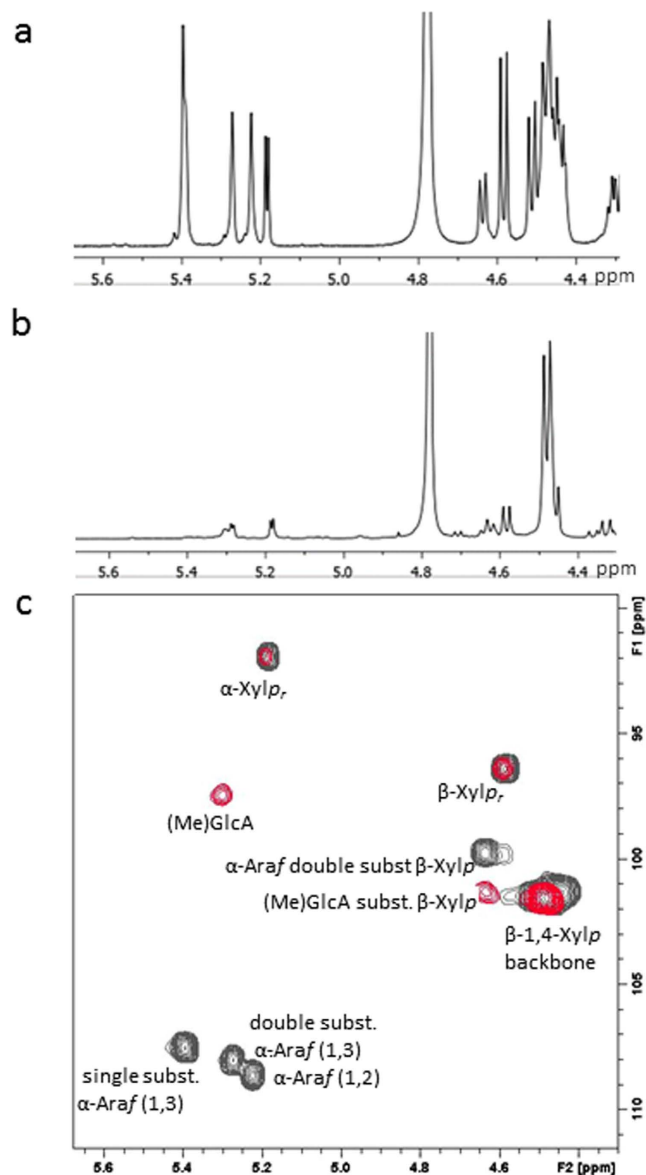 a
5.6 5.4 5.2 5.0 4.8 4.6 4.4 ppm
b
5.6 5.4 5.2 5.0 4.8 4.6 4.4 ppm
c
F1 [ppm]
α-Xylpr
95
(Me)GlcA
β-Xylpr
α-Araf double subst β-Xylp
100
(Me)GlcA subst. β-Xylp
β-1,4-Xylp
backbone
105
double subst.
α-Araf (1,3)
α-Araf (1,2)
single subst.
α-Araf (1,3)
110
5.6 5.4 5.2 5.0 4.8 4.6 F2 [ppm]